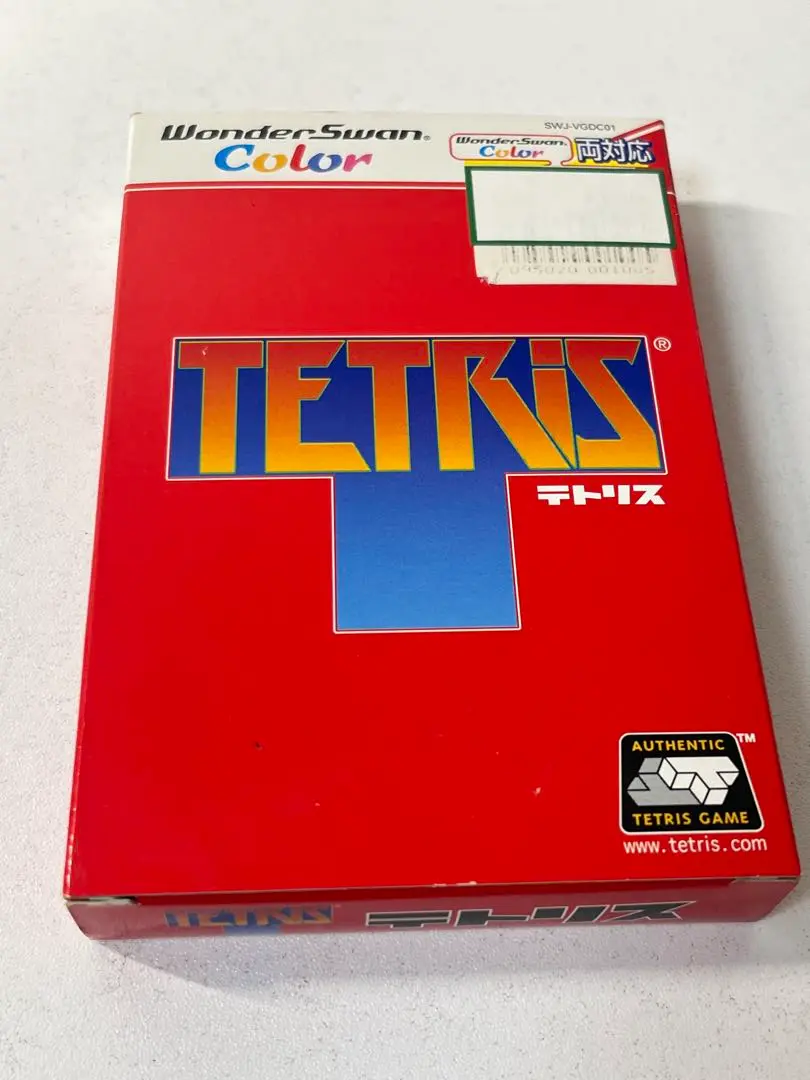 WonderSwan®
Color
SWJ-VGDC01
WonderSwan
Color
両対応
TETRiS®
テトリス
AUTHENTIC
TM
TETRIS GAME
www.tetris.com
TETRiS テトリス